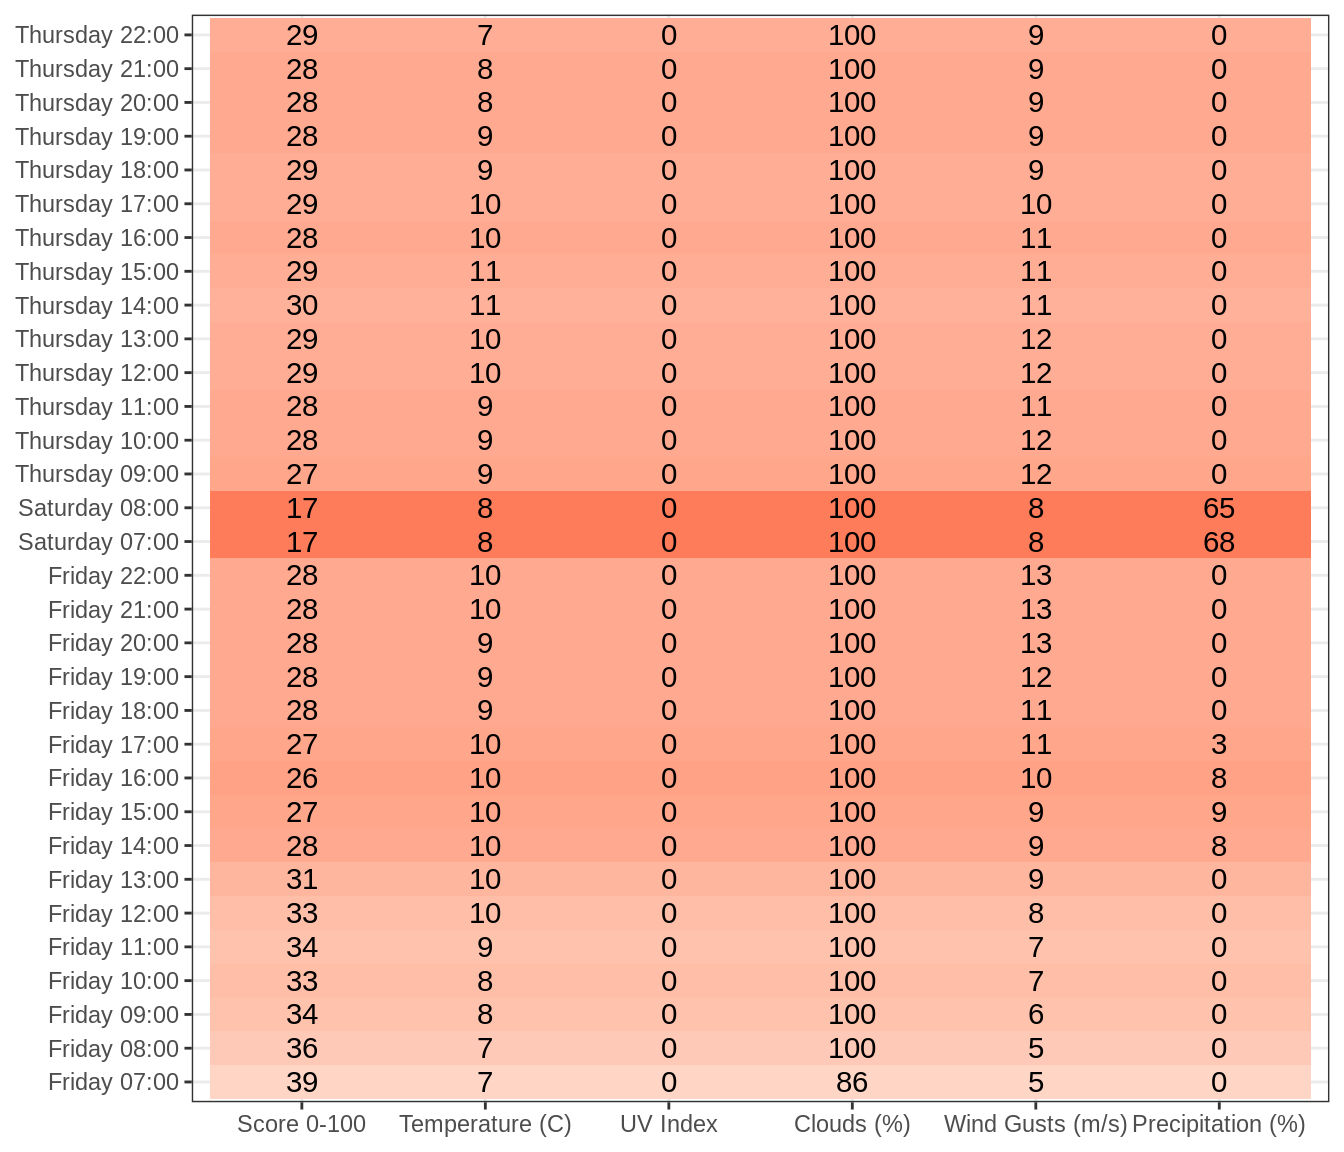 Thursday 22:00 29 7 0 100 9 0
Thursday 21:00 28 8 0 100 9 0
Thursday 20:00 28 8 0 100 9 0
Thursday 19:00 28 9 0 100 9 0
Thursday 18:00 29 9 0 100 9 0
Thursday 17:00 29 10 0 100 10 0
Thursday 16:00 28 10 0 100 11 0
Thursday 15:00 29 11 0 100 11 0
Thursday 14:00 30 11 0 100 11 0
Thursday 13:00 29 10 0 100 12 0
Thursday 12:00 29 10 0 100 12 0
Thursday 11:00 28 9 0 100 11 0
Thursday 10:00 28 9 0 100 12 0
Thursday 09:00 27 9 0 100 12 0
Saturday 08:00 17 8 0 100 8 65
Saturday 07:00 17 8 0 100 8 68
Friday 22:00 28 10 0 100 13 0
Friday 21:00 28 10 0 100 13 0
Friday 20:00 28 9 0 100 13 0
Friday 19:00 28 9 0 100 12 0
Friday 18:00 28 9 0 100 11 0
Friday 17:00 27 10 0 100 11 3
Friday 16:00 26 10 0 100 10 8
Friday 15:00 27 10 0 100 9 9
Friday 14:00 28 10 0 100 9 8
Friday 13:00 31 10 0 100 9 0
Friday 12:00 33 10 0 100 8 0
Friday 11:00 34 9 0 100 7 0
Friday 10:00 33 8 0 100 7 0
Friday 09:00 34 8 0 100 6 0
Friday 08:00 36 7 0 100 5 0
Friday 07:00 39 7 0 86 5 0
Score 0-100 Temperature (C) UV Index Clouds (%) Wind Gusts (m/s) Precipitation (%)